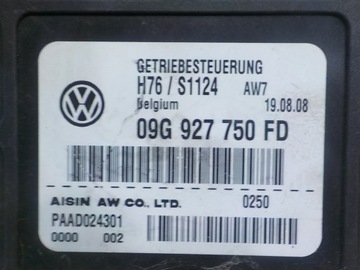 GETRIEBESTEUERUNG
H76 / S1124 AW7
Belgium 19.08.08
09G 927 750 FD
AISIN AW CO., LTD. 0250
PAAD024301
0000 002